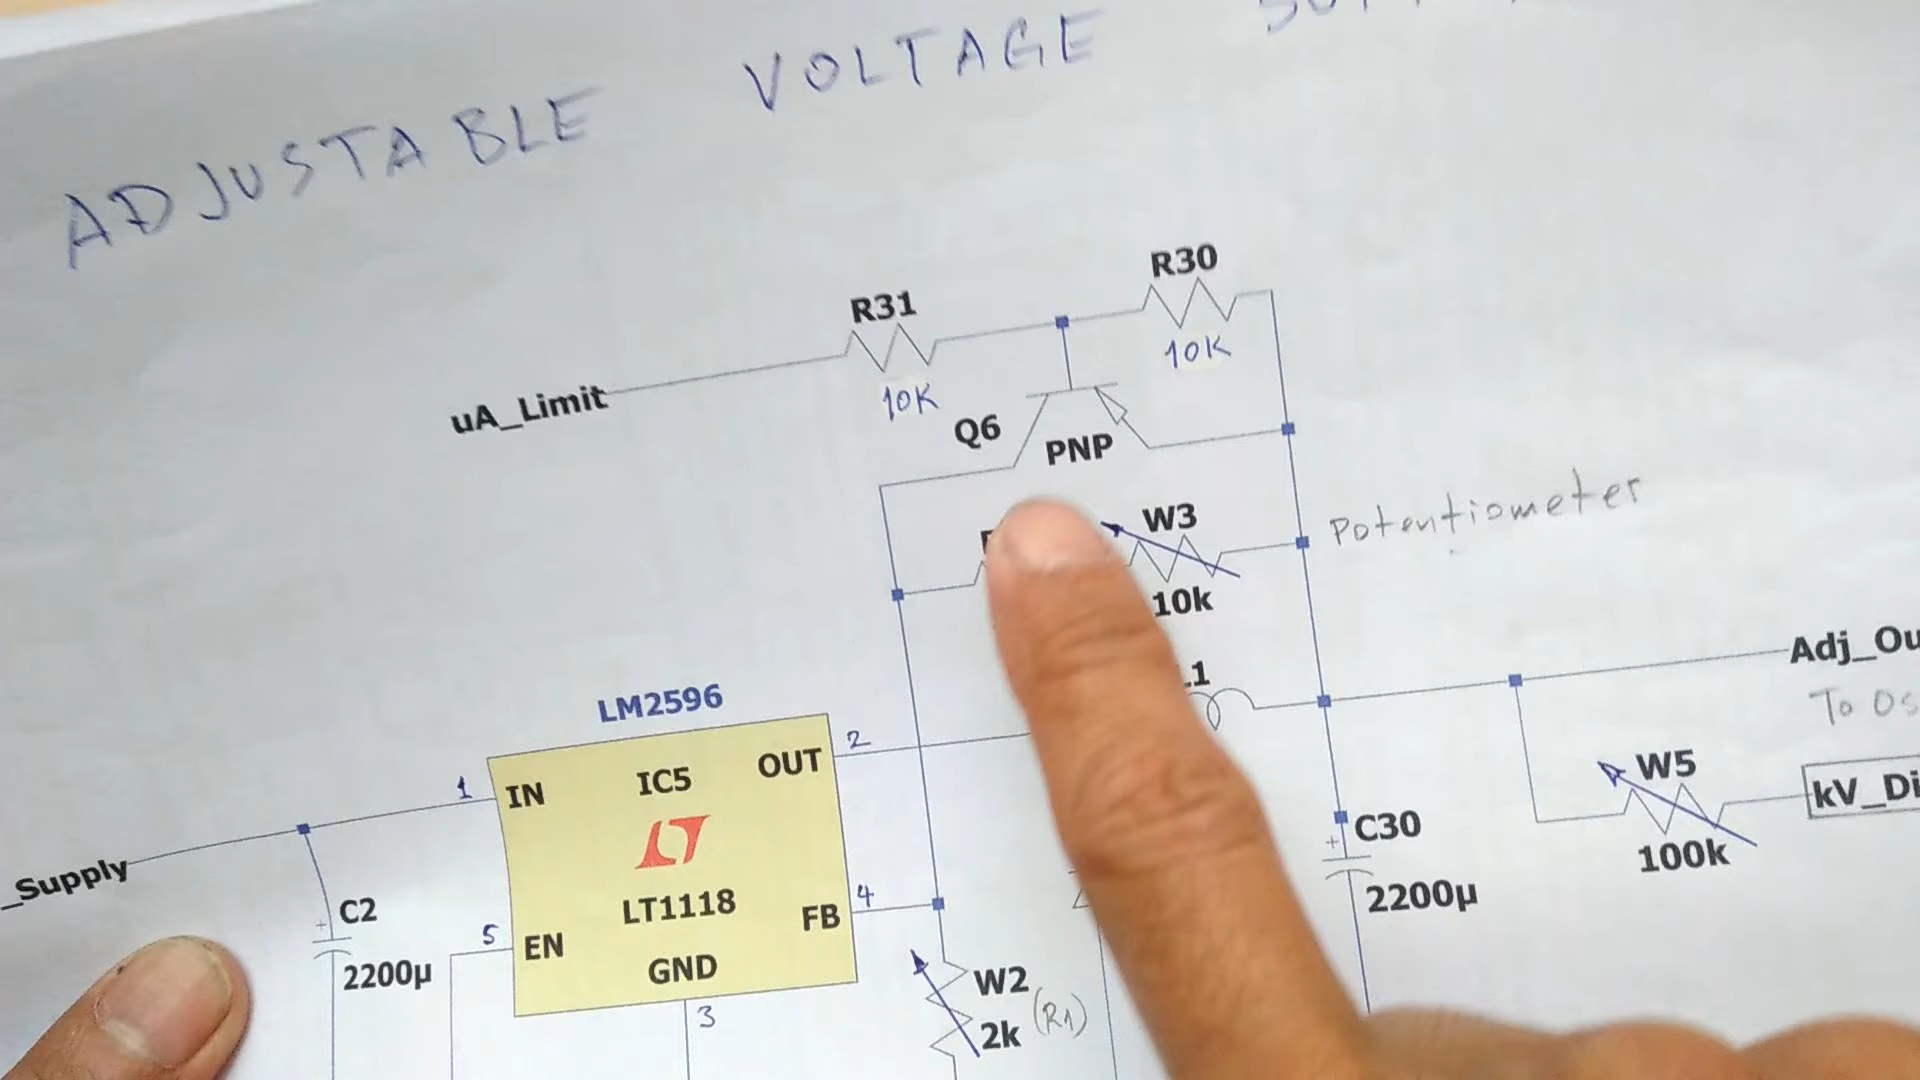 ADJUSTABLE VOLTAGE
R30
R31
10K
uA_Limit
10K
Q6
PNP
Potentiometer
W3
10k
Adj_Ou
L1
LM2596
To Os
2
W5
OUT
IC5
1
IN
kV_Di
C30
_Supply
100k
LT1118
4
2200µ
C2
FB
5
EN
GND
2200µ
W2
3
2k
(R1)